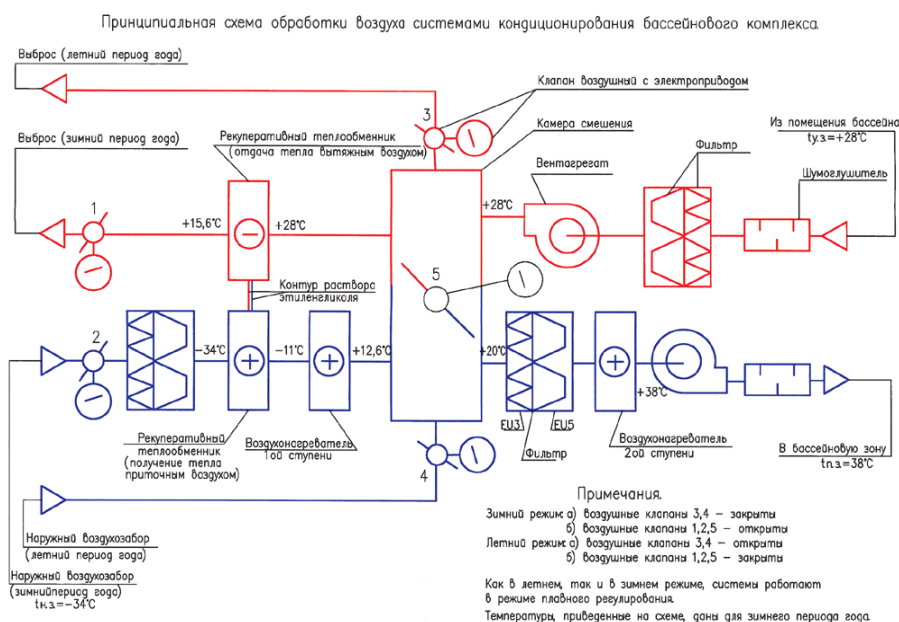 Принципиальная схема обработки воздуха системами кондиционирования бассейнового комплекса.
Выброс (летний период года)
Клапан воздушный с электроприводом
3
Камера смешения
Из помещения бассейна
tу.з.=+28°С
Выброс (зимний период года)
Рекуперативный теплообменник
(отдача тепла вытяжным воздухом)
Вентагрегат
Фильтр
Шумоглушитель
1
+15,6°С
+28°С
+28°С
5
Контур раствора
этиленгликоля
2
-34°С
-11°С
+12,6°С
+20°С
+38°С
EU3
EU5
Рекуперативный
теплообменник
(получение тепла
приточным воздухом)
Воздухонагреватель
1ой ступени
Фильтр
Воздухонагреватель
2ой ступени
В бассейновую зону
tп.з=38°С
4
Наружный воздухозабор
(летний период года)
Наружный воздухозабор
(зимнийпериод года)
tн.з=-34°С
Примечания.
Зимний режим: а) воздушные клапаны 3,4 – закрыты
б) воздушные клапаны 1,2,5 – открыты
Летний режим: а) воздушные клапаны 3,4 – открыты
б) воздушные клапаны 1,2,5 – закрыты
Как в летнем, так и в зимнем режиме, системы работают
в режиме плавного регулирования.
Температуры, приведенные на схеме, даны для зимнего периода года.